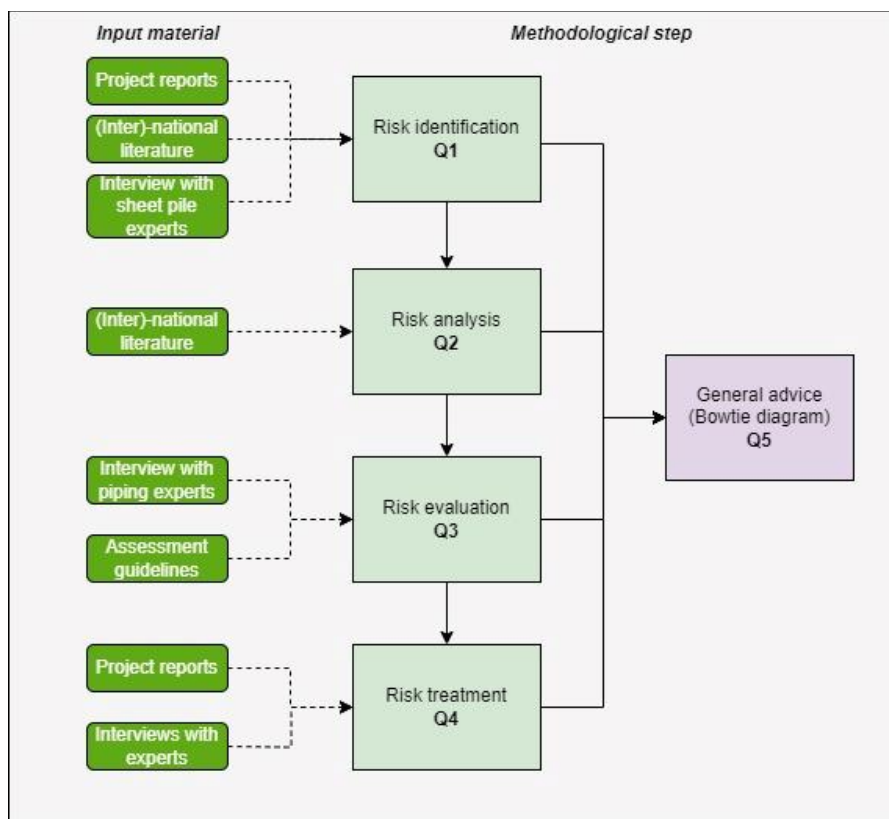 Input material
Methodological step
Project reports
(Inter)-national
literature
Interview with
sheet pile
experts
Risk identification
Q1
(Inter)-national
literature
Risk analysis
Q2
General advice
(Bowtie diagram)
Q5
Interview with
piping experts
Assessment
guidelines
Risk evaluation
Q3
Project reports
Interviews with
experts
Risk treatment
Q4